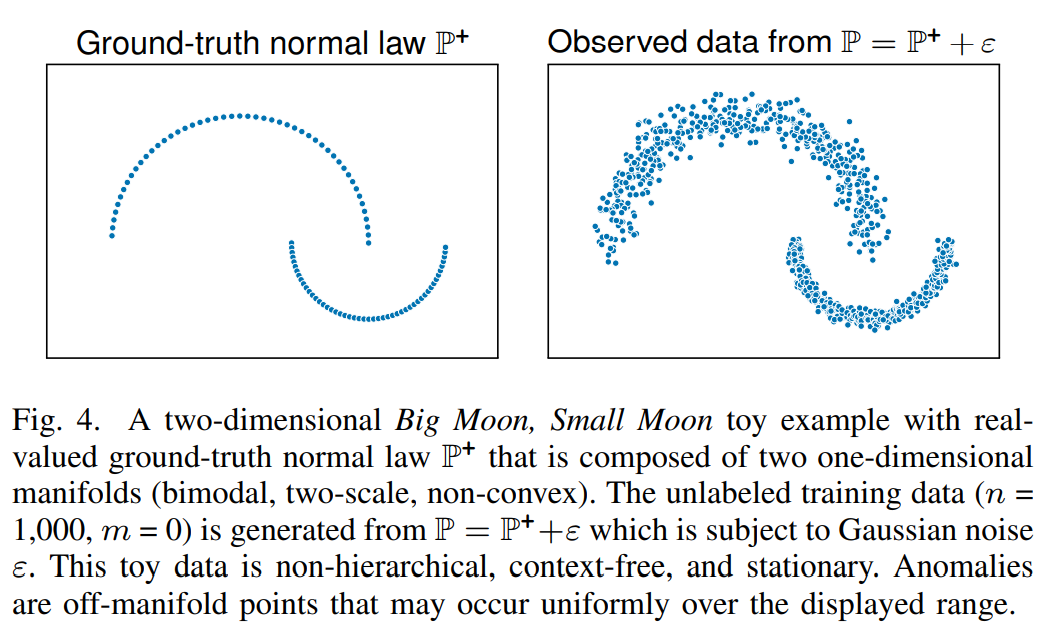 Ground-truth normal law ℙ⁺
Observed data from ℙ = ℙ⁺ + ε
Fig. 4. A two-dimensional Big Moon, Small Moon toy example with real-
valued ground-truth normal law ℙ⁺ that is composed of two one-dimensional
manifolds (bimodal, two-scale, non-convex). The unlabeled training data (n =
1,000, m = 0) is generated from ℙ = ℙ⁺+ε which is subject to Gaussian noise
ε. This toy data is non-hierarchical, context-free, and stationary. Anomalies
are off-manifold points that may occur uniformly over the displayed range.